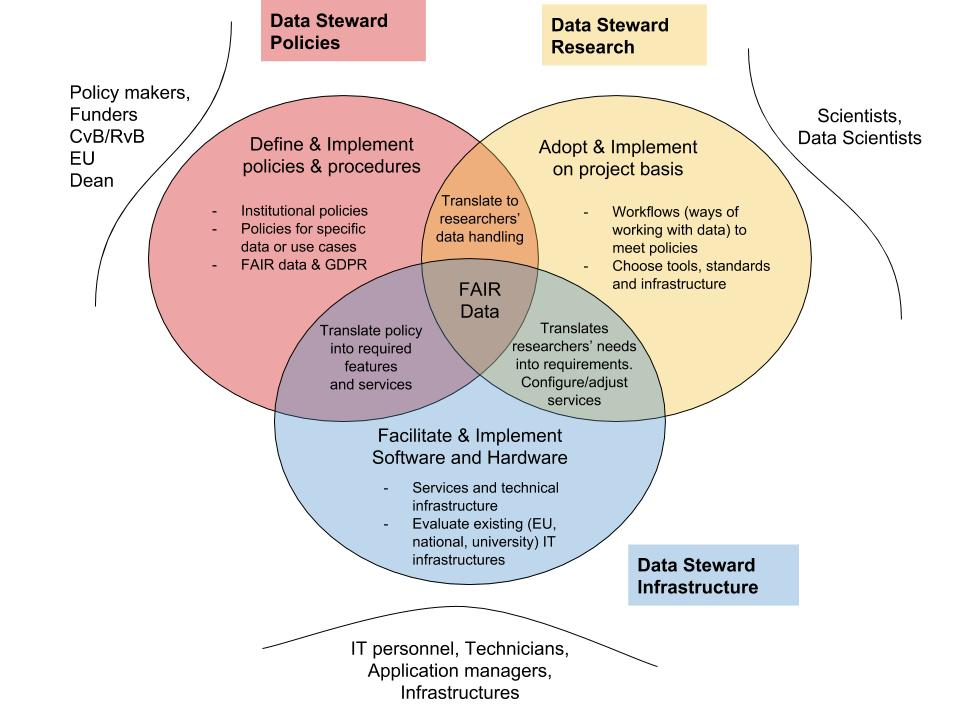 Data Steward
Policies
Data Steward
Research
Policy makers,
Funders
CvB/RvB
EU
Dean
Scientists,
Data Scientists
Define & Implement
policies & procedures
- Institutional policies
- Policies for specific
data or use cases
- FAIR data & GDPR
Translate to
researchers’
data handling
Adopt & Implement
on project basis
- Workflows (ways of
working with data) to
meet policies
- Choose tools, standards
and infrastructure
FAIR
Data
Translate policy
into required
features
and services
Translates
researchers’ needs
into requirements.
Configure/adjust
services
Facilitate & Implement
Software and Hardware
- Services and technical
infrastructure
- Evaluate existing (EU,
national, university) IT
infrastructures
Data Steward
Infrastructure
IT personnel, Technicians,
Application managers,
Infrastructures